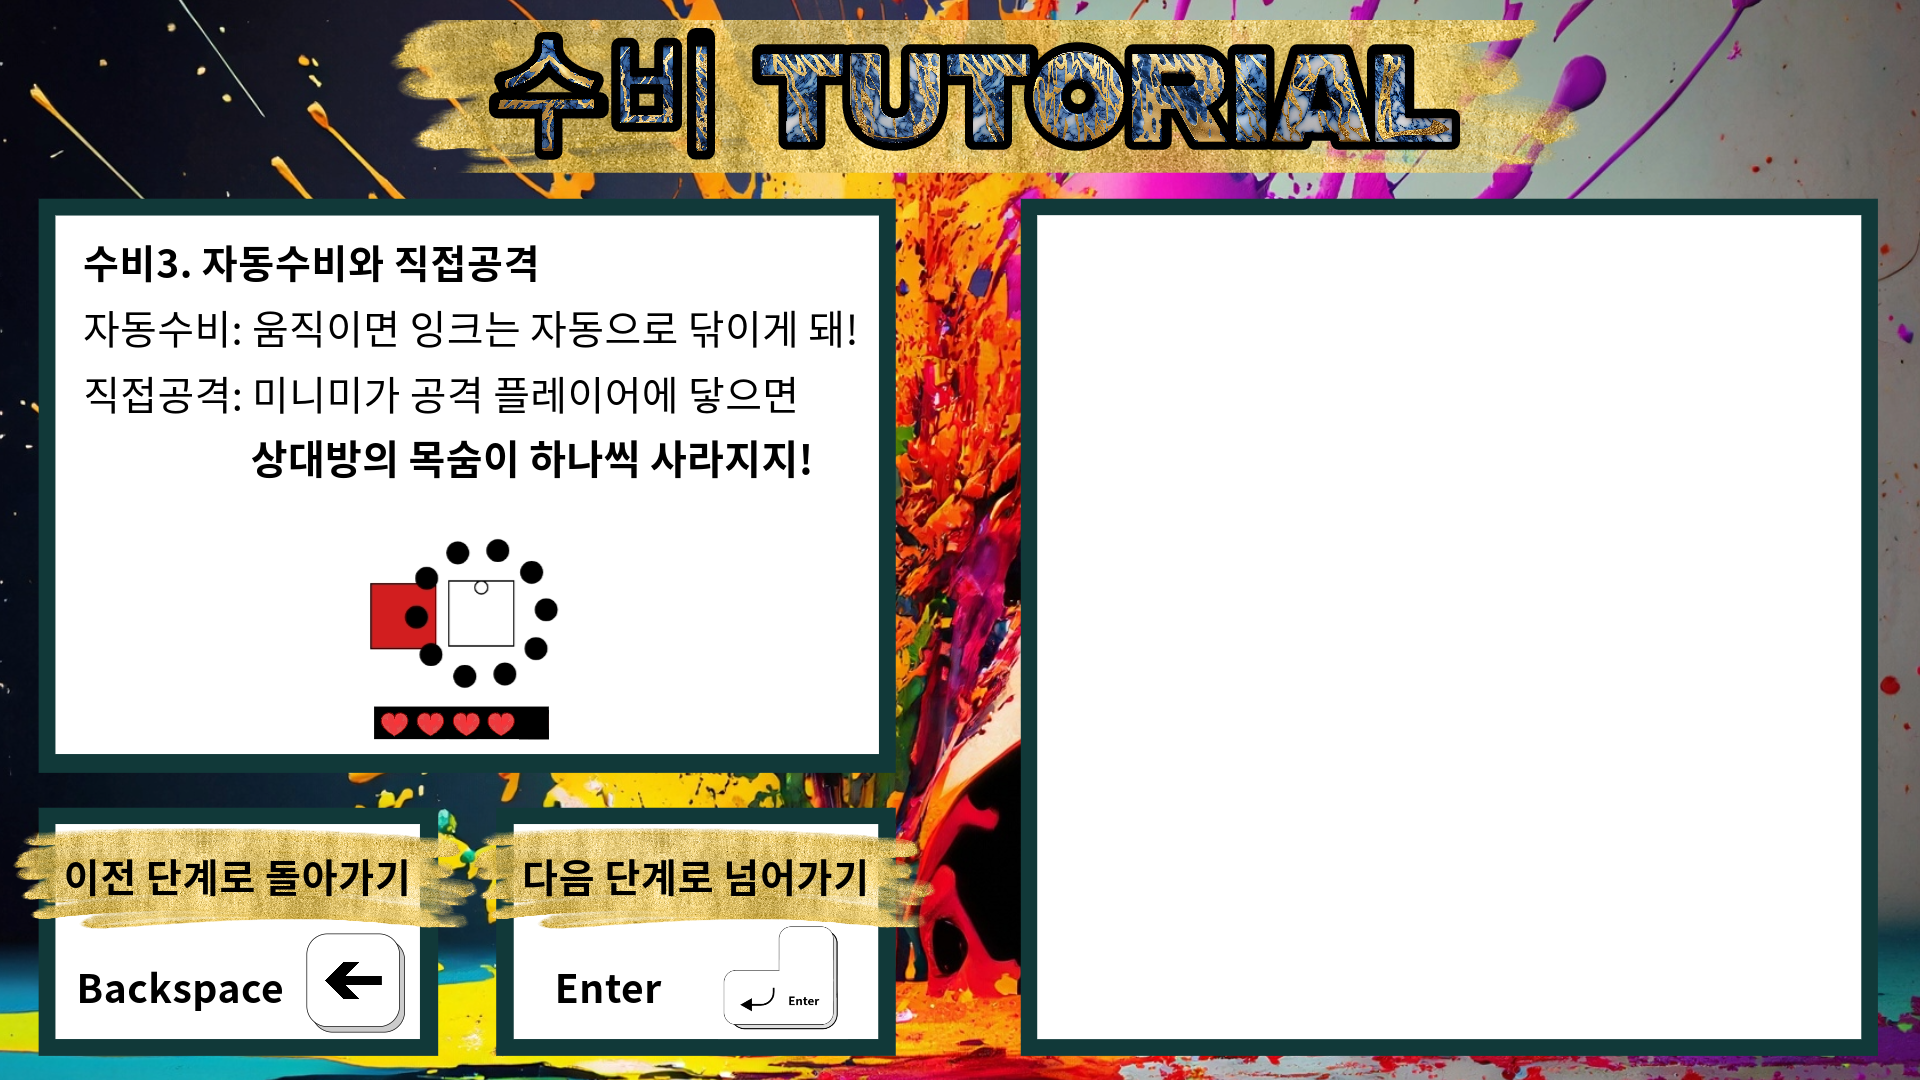 수비 TUTORIAL
수비3. 자동수비와 직접공격
자동수비: 움직이면 잉크는 자동으로 닦이게 돼!
직접공격: 미니미가 공격 플레이어에 닿으면
상대방의 목숨이 하나씩 사라지지!
이전 단계로 돌아가기
Backspace
다음 단계로 넘어가기
Enter
Enter